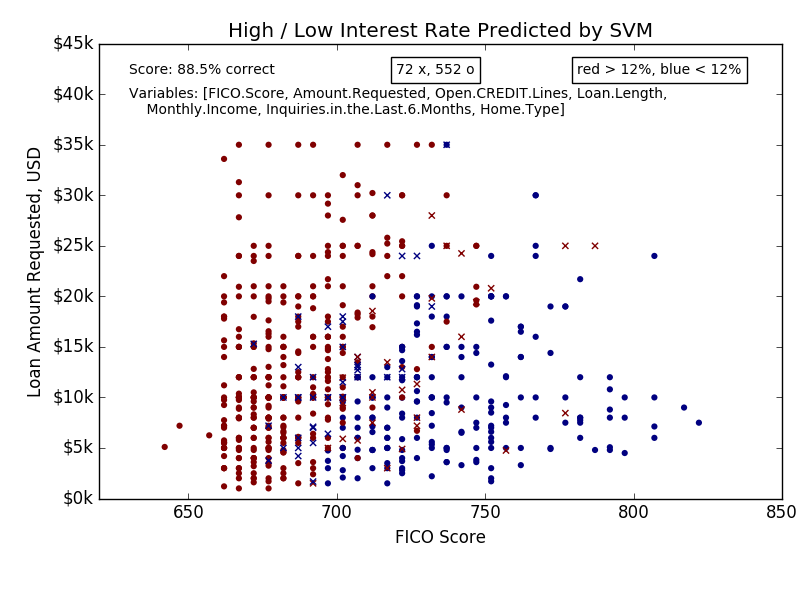 High / Low Interest Rate Predicted by SVM
$45k
Score: 88.5% correct
72 x, 552 o
red > 12%, blue < 12%
$40k
Variables: [FICO.Score, Amount.Requested, Open.CREDIT.Lines, Loan.Length,
Monthly.Income, Inquiries.in.the.Last.6.Months, Home.Type]
$35k
$30k
$25k
$20k
$15k
$10k
$5k
$0k
Loan Amount Requested, USD
650
700
750
800
850
FICO Score